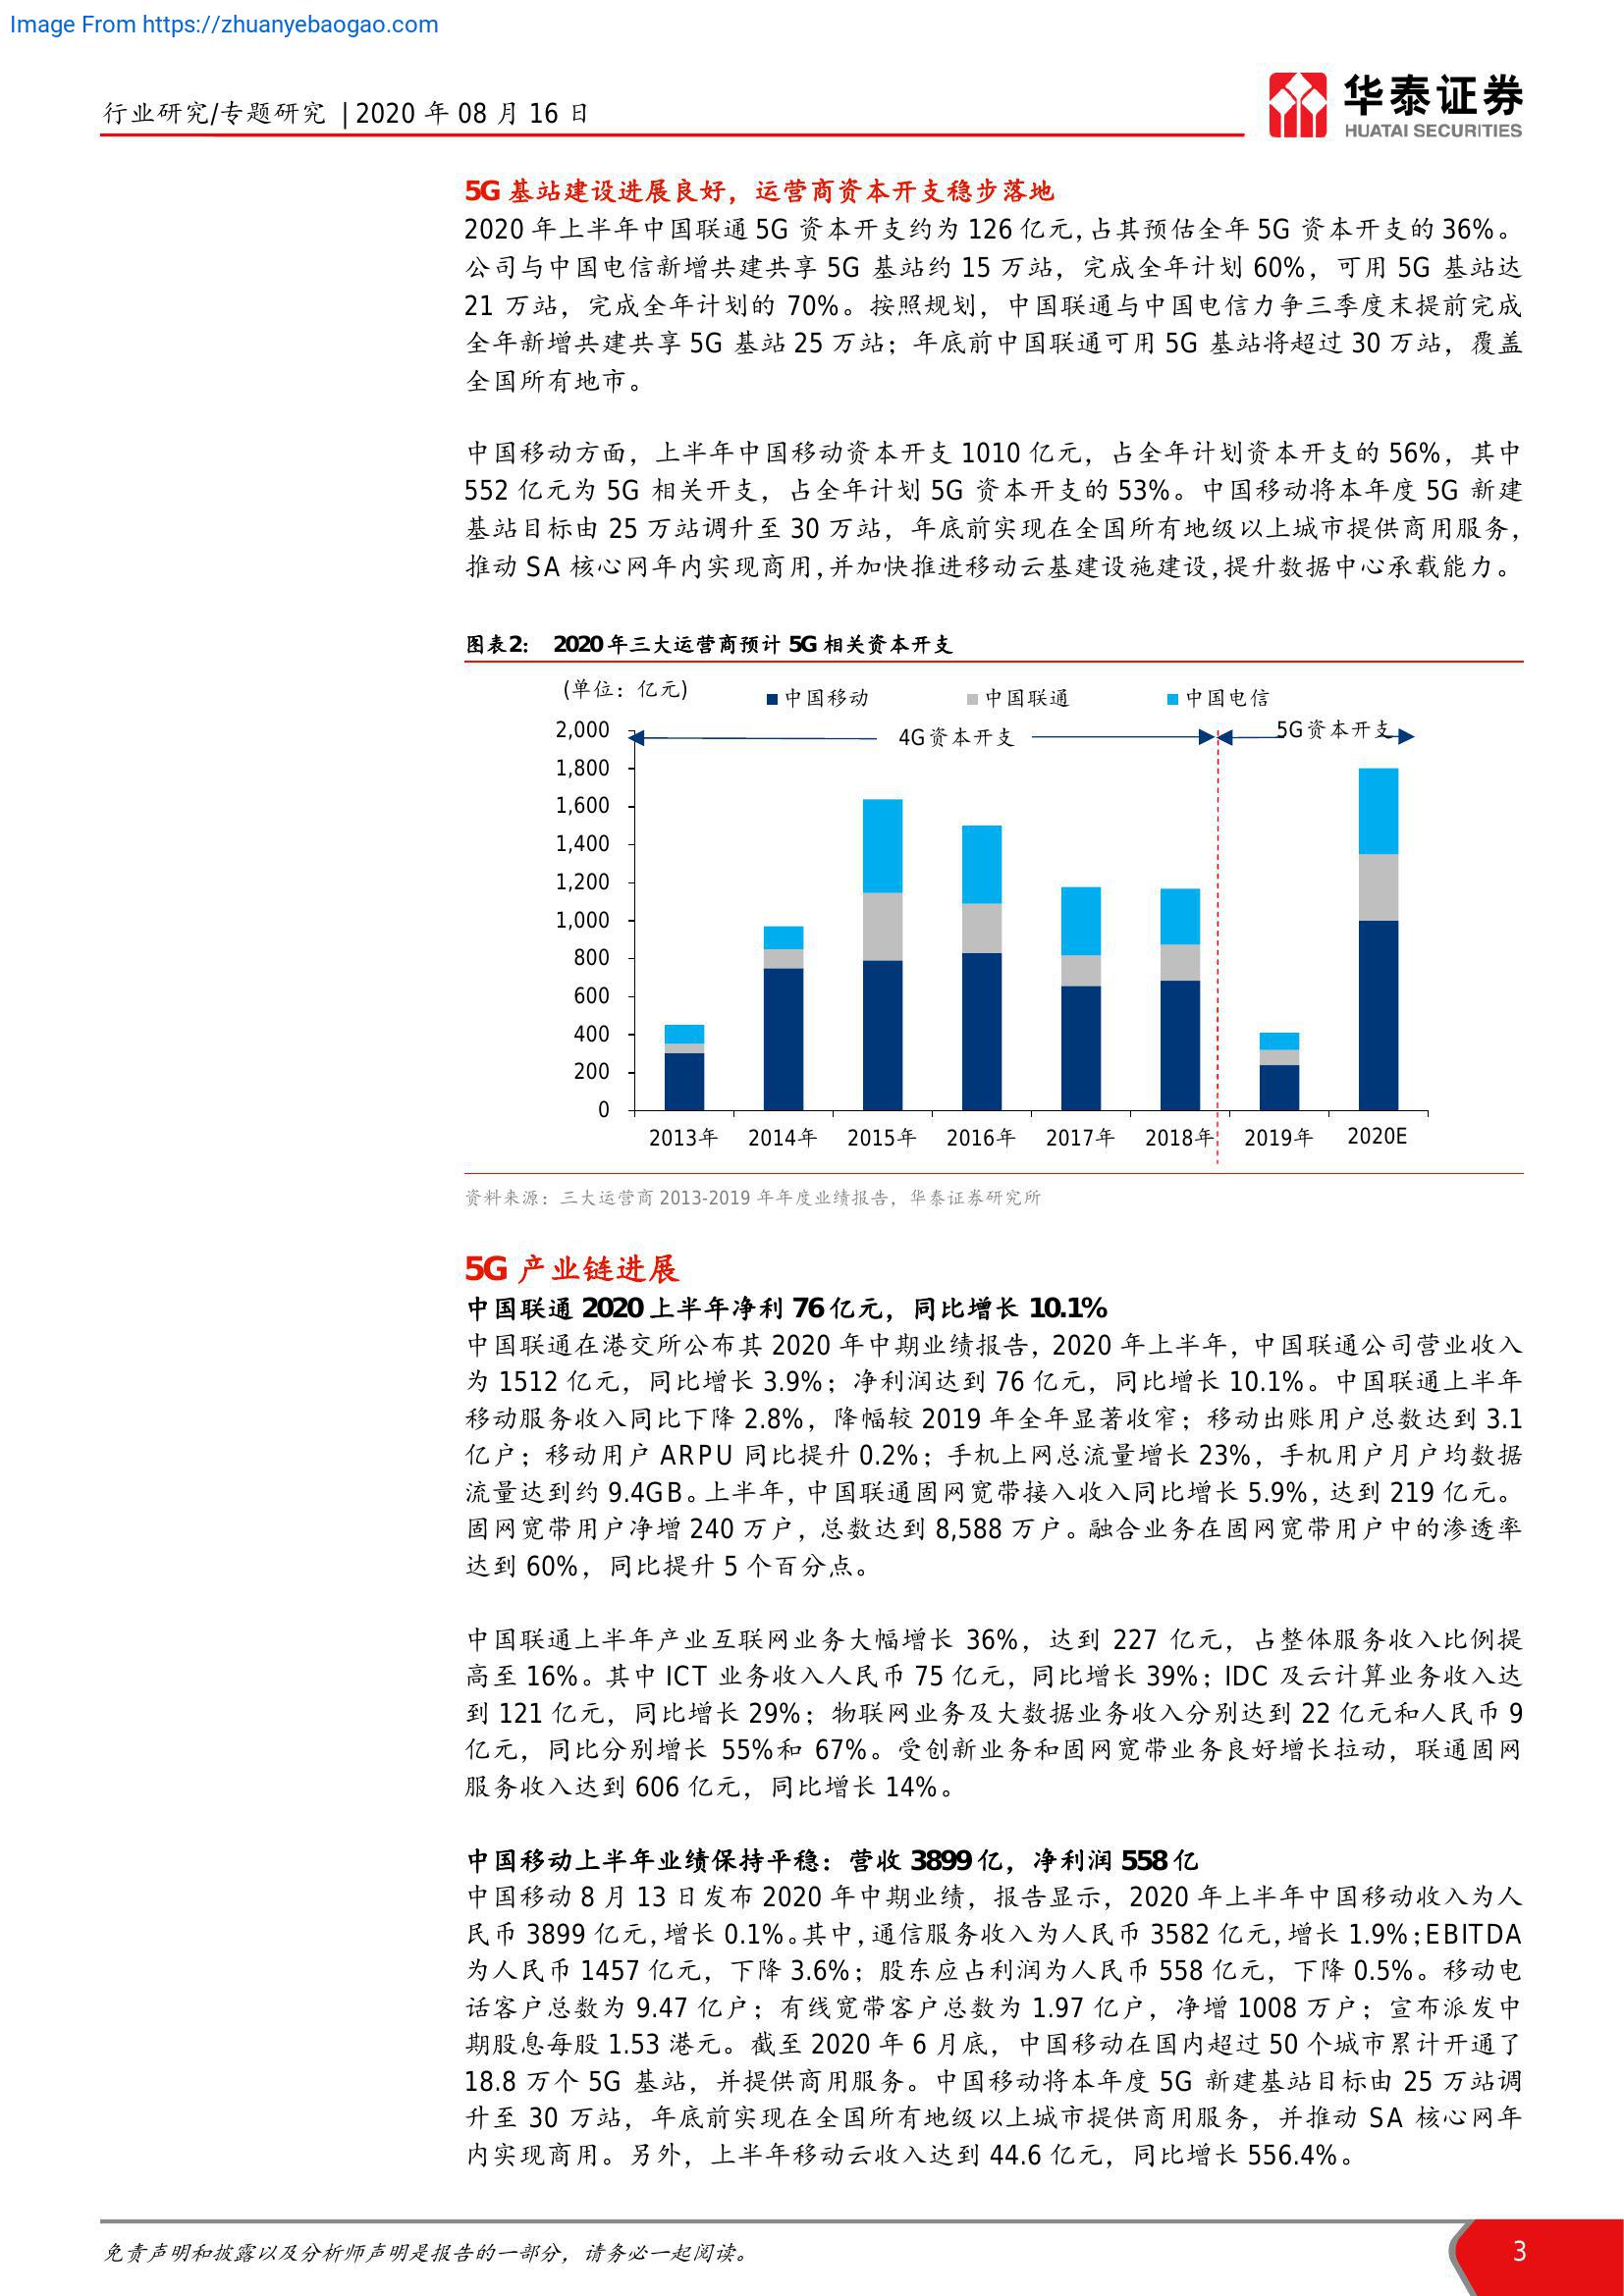 Image From https://zhuanyebaogao.com
行业研究/专题研究 | 2020 年 08 月 16 日
华泰证券
HUATAI SECURITIES
5G 基站建设进展良好，运营商资本开支稳步落地
2020 年上半年中国联通 5G 资本开支约为 126 亿元，占其预估全年 5G 资本开支的 36%。
公司与中国电信新增共建共享 5G 基站约 15 万站，完成全年计划 60%，可用 5G 基站达
21 万站，完成全年计划的 70%。按照规划，中国联通与中国电信力争三季度末提前完成
全年新增共建共享 5G 基站 25 万站；年底前中国联通可用 5G 基站将超过 30 万站，覆盖
全国所有地市。
中国移动方面，上半年中国移动资本开支 1010 亿元，占全年计划资本开支的 56%，其中
552 亿元为 5G 相关开支，占全年计划 5G 资本开支的 53%。中国移动将本年度 5G 新建
基站目标由 25 万站调升至 30 万站，年底前实现在全国所有地级以上城市提供商用服务，
推动 SA 核心网年内实现商用，并加快推进移动云基建设施建设，提升数据中心承载能力。
图表2： 2020 年三大运营商预计 5G 相关资本开支
(单位：亿元)
中国移动 中国联通 中国电信
4G资本开支
5G资本开支
2,000
1,800
1,600
1,400
1,200
1,000
800
600
400
200
0
2013年 2014年 2015年 2016年 2017年 2018年 2019年 2020E
资料来源：三大运营商 2013-2019 年年度业绩报告，华泰证券研究所
5G 产业链进展
中国联通 2020 上半年净利 76 亿元，同比增长 10.1%
中国联通在港交所公布其 2020 年中期业绩报告，2020 年上半年，中国联通公司营业收入
为 1512 亿元，同比增长 3.9%；净利润达到 76 亿元，同比增长 10.1%。中国联通上半年
移动服务收入同比下降 2.8%，降幅较 2019 年全年显著收窄；移动出账用户总数达到 3.1
亿户；移动用户 ARPU 同比提升 0.2%；手机上网总流量增长 23%，手机用户月户均数据
流量达到约 9.4GB。上半年，中国联通固网宽带接入收入同比增长 5.9%，达到 219 亿元。
固网宽带用户净增 240 万户，总数达到 8,588 万户。融合业务在固网宽带用户中的渗透率
达到 60%，同比提升 5 个百分点。
中国联通上半年产业互联网业务大幅增长 36%，达到 227 亿元，占整体服务收入比例提
高至 16%。其中 ICT 业务收入人民币 75 亿元，同比增长 39%；IDC 及云计算业务收入达
到 121 亿元，同比增长 29%；物联网业务及大数据业务收入分别达到 22 亿元和人民币 9
亿元，同比分别增长 55%和 67%。受创新业务和固网宽带业务良好增长拉动，联通固网
服务收入达到 606 亿元，同比增长 14%。
中国移动上半年业绩保持平稳：营收 3899 亿，净利润 558 亿
中国移动 8 月 13 日发布 2020 年中期业绩，报告显示，2020 年上半年中国移动收入为人
民币 3899 亿元，增长 0.1%。其中，通信服务收入为人民币 3582 亿元，增长 1.9%；EBITDA
为人民币 1457 亿元，下降 3.6%；股东应占利润为人民币 558 亿元，下降 0.5%。移动电
话客户总数为 9.47 亿户；有线宽带客户总数为 1.97 亿户，净增 1008 万户；宣布派发中
期股息每股 1.53 港元。截至 2020 年 6 月底，中国移动在国内超过 50 个城市累计开通了
18.8 万个 5G 基站，并提供商用服务。中国移动将本年度 5G 新建基站目标由 25 万站调
升至 30 万站，年底前实现在全国所有地级以上城市提供商用服务，并推动 SA 核心网年
内实现商用。另外，上半年移动云收入达到 44.6 亿元，同比增长 556.4%。
免责声明和披露以及分析师声明是报告的一部分，请务必一起阅读。
3